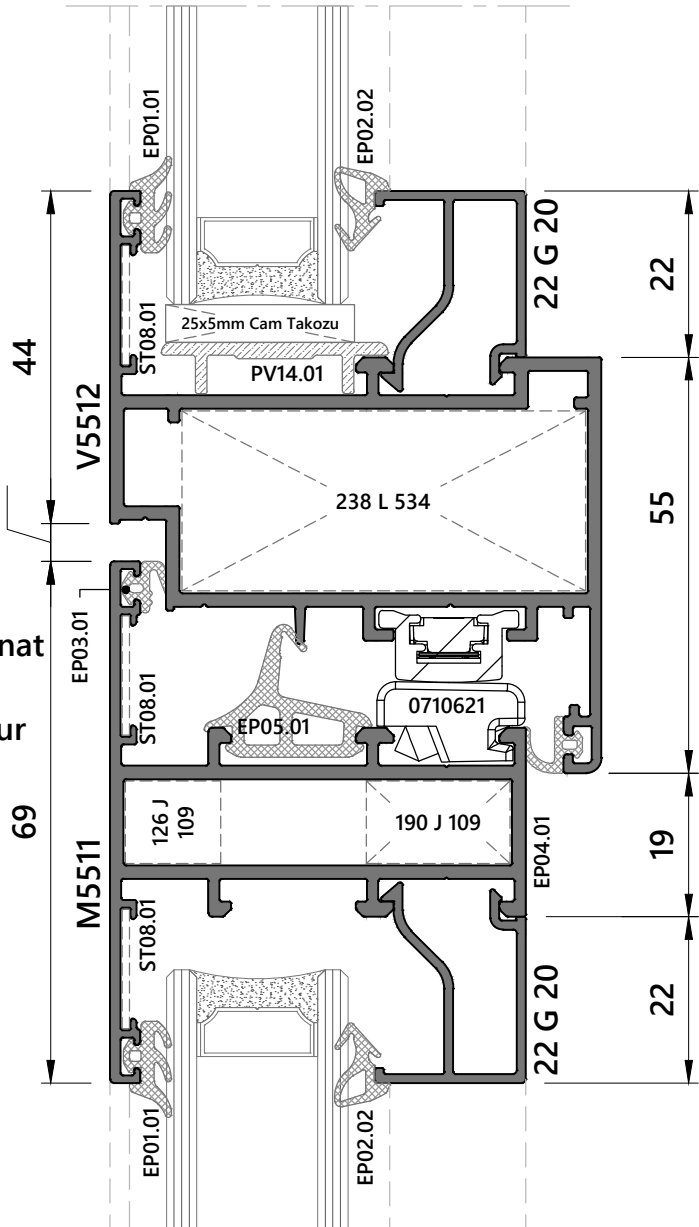 EP01.01
EP02.02
22 G 20
22
44
ST08.01
25x5mm Cam Takozu
PV14.01
V5512
238 L 534
55
EP03.01
nat
ST08.01
EP05.01
0710621
ur
69
126 J
109
190 J 109
EP04.01
19
M5511
ST08.01
22 G 20
22
EP01.01
EP02.02